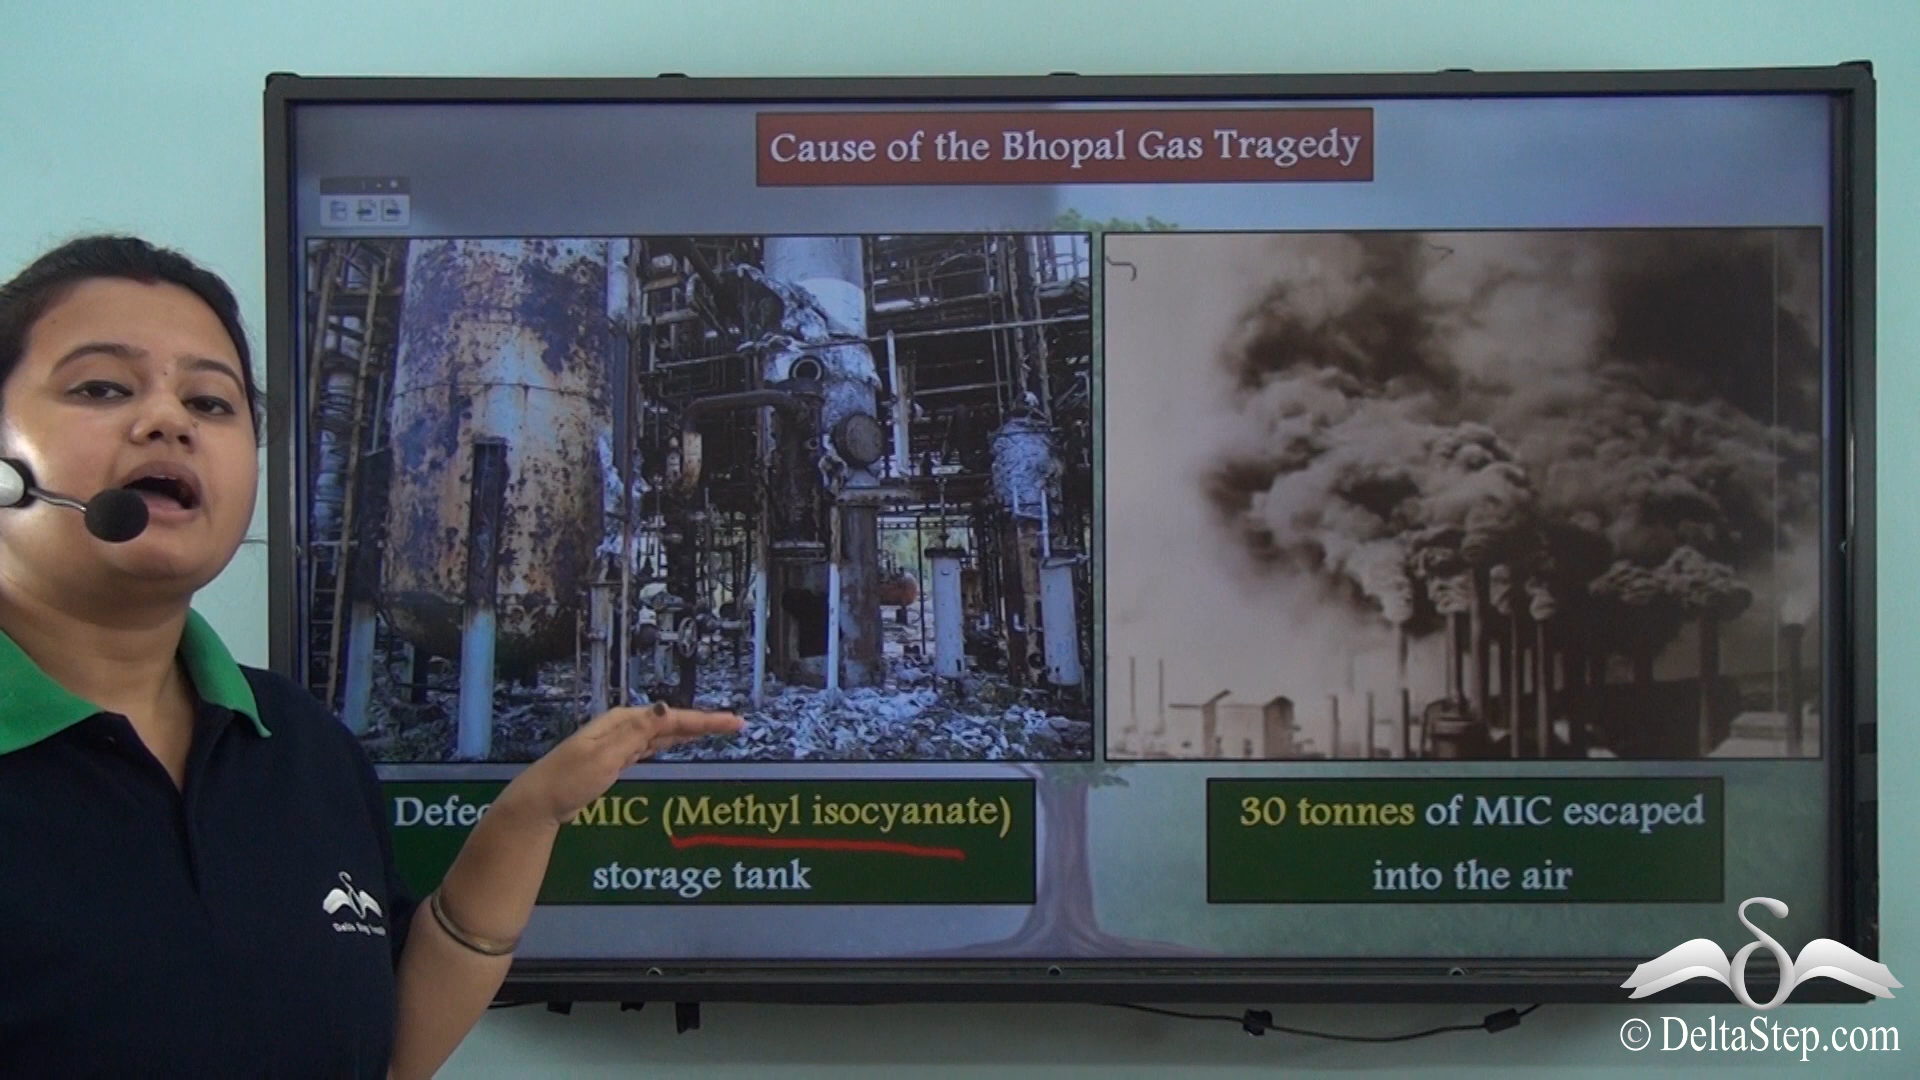 Cause of the Bhopal Gas Tragedy
MIC (Methyl isocyanate)
storage tank
30 tonnes of MIC escaped
into the air
© DeltaStep.com